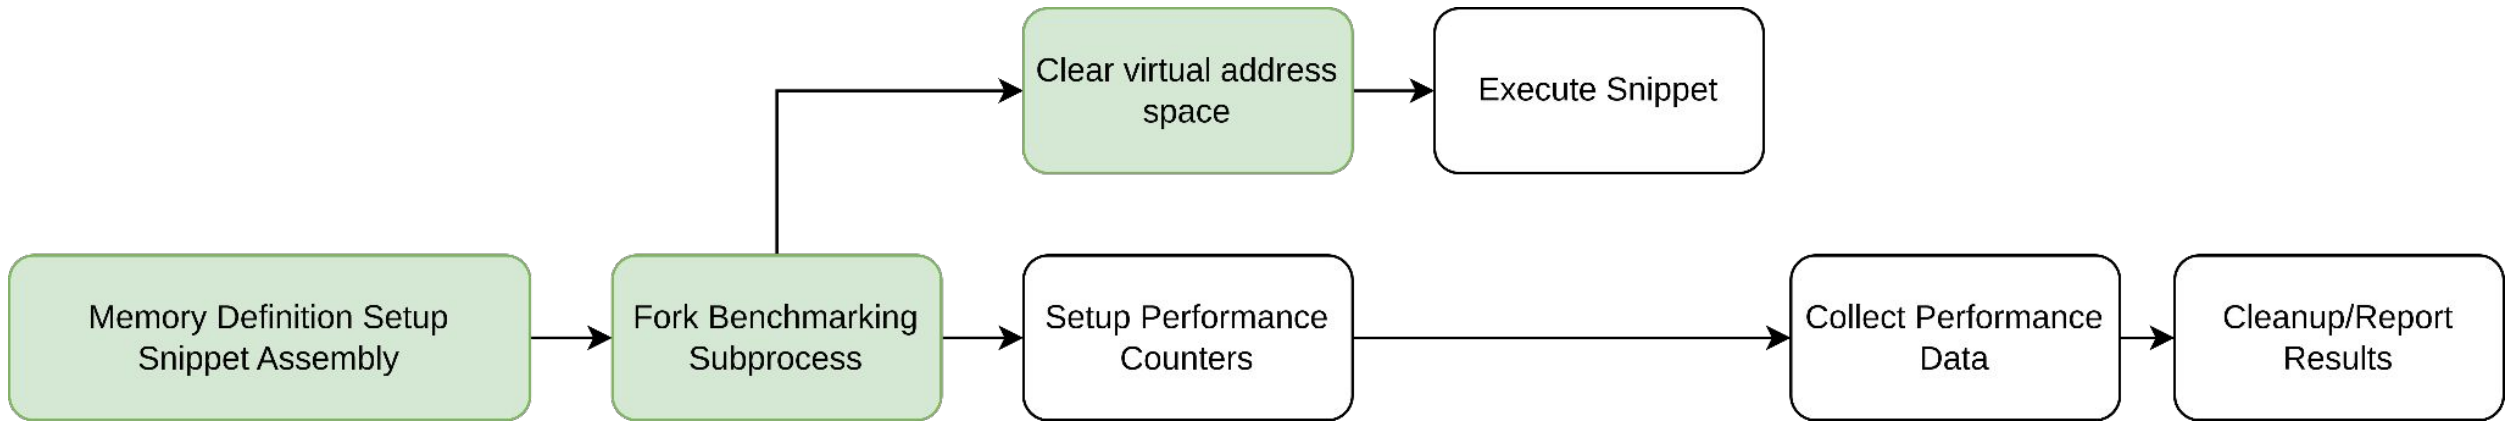 Clear virtual address
space
Execute Snippet
Memory Definition Setup
Snippet Assembly
Fork Benchmarking
Subprocess
Setup Performance
Counters
Collect Performance
Data
Cleanup/Report
Results